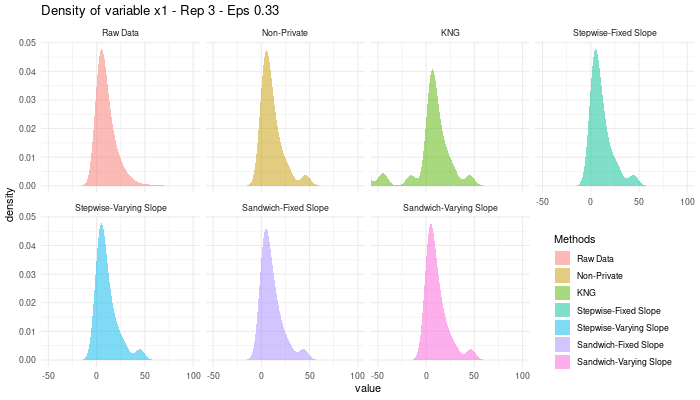 Density of variable x1 - Rep 3 - Eps 0.33
Raw Data
Non-Private
KNG
Stepwise-Fixed Slope
0.05
0.04
0.03
0.02
0.01
0.00
-50 0 50 100
Stepwise-Varying Slope
Sandwich-Fixed Slope
Sandwich-Varying Slope
0.05
0.04
0.03
0.02
0.01
0.00
-50 0 50 100
-50 0 50 100
-50 0 50 100
density
value
Methods
Raw Data
Non-Private
KNG
Stepwise-Fixed Slope
Stepwise-Varying Slope
Sandwich-Fixed Slope
Sandwich-Varying Slope